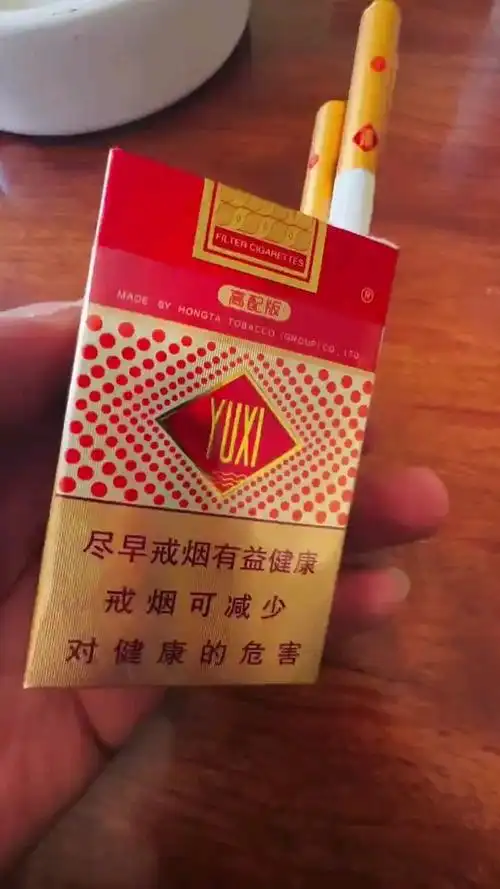 FILTER CIGARETTES
®
高配版
MADE BY HONGTA TOBACCO (GROUP) CO., LTD
YUXI
尽早戒烟有益健康
戒烟可减少
对健康的危害